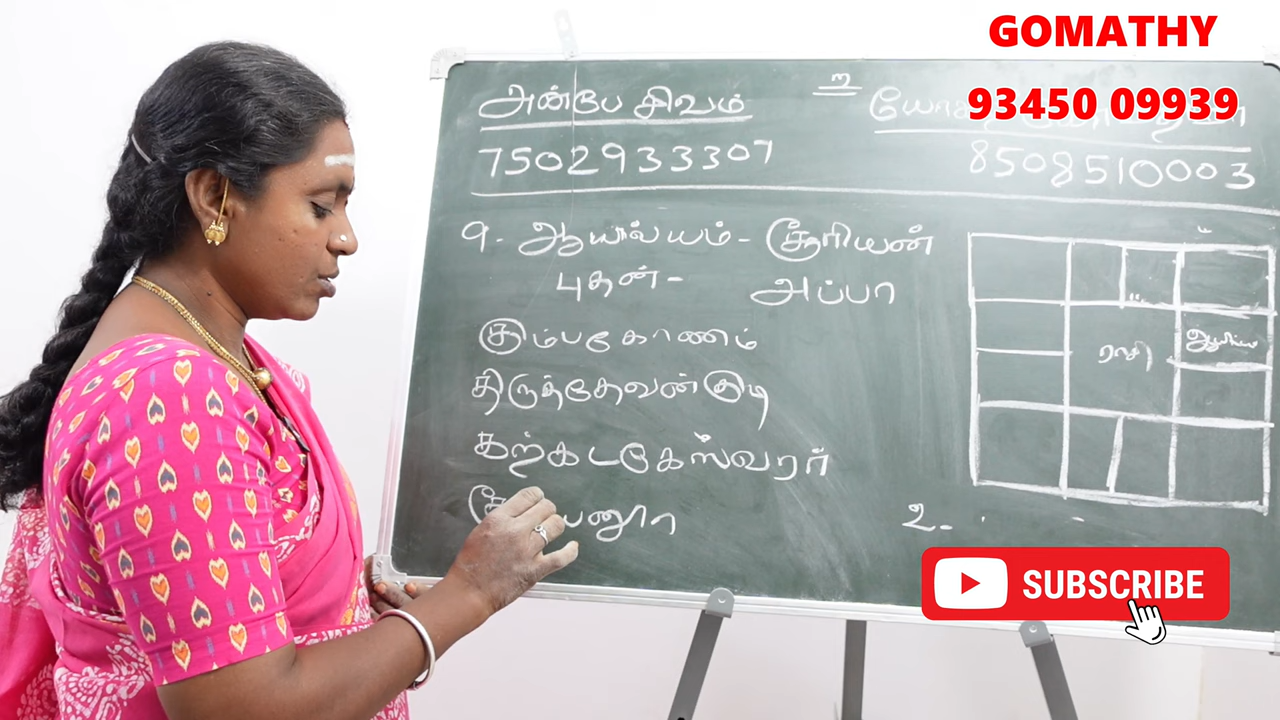 GOMATHY
93450 09939
அன்பே சிவம்
உ
7502933307
8508510003
9. ஆயில்யம் - சூரியன்
புதன் - அப்பா
கும்பகோணம்
திருத்தேவன்குடி
கற்கடகேஸ்வரர்
ராசி
உ.
SUBSCRIBE